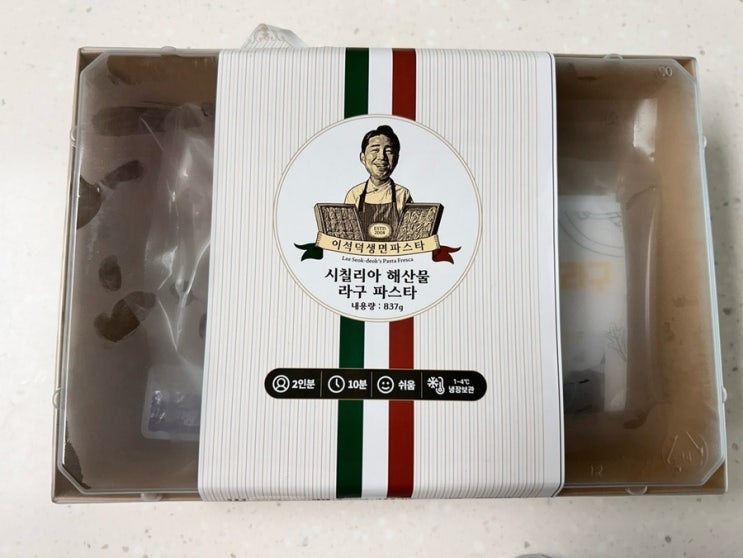 ESTD
2008
이석덕생면파스타
Lee Seok-deok's Pasta Fresca
시칠리아 해산물
라구 파스타
내용량 : 837g
2인분
10분
쉬움
1~4℃
냉장보관